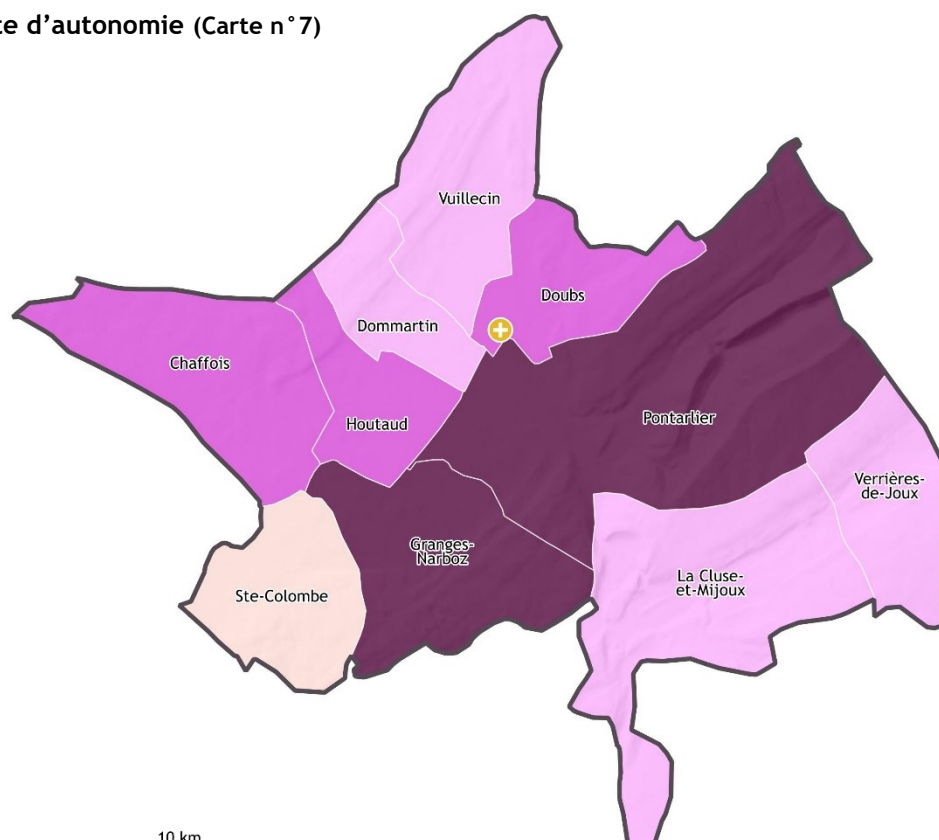 te d’autonomie (Carte n°7)
Vuillecin
Doubs
Dommartin
Chaffois
Houtaud
Pontarlier
Verrières-
de-Joux
Granges-
Narboz
La Cluse-
et-Mijoux
Ste-Colombe
10 km